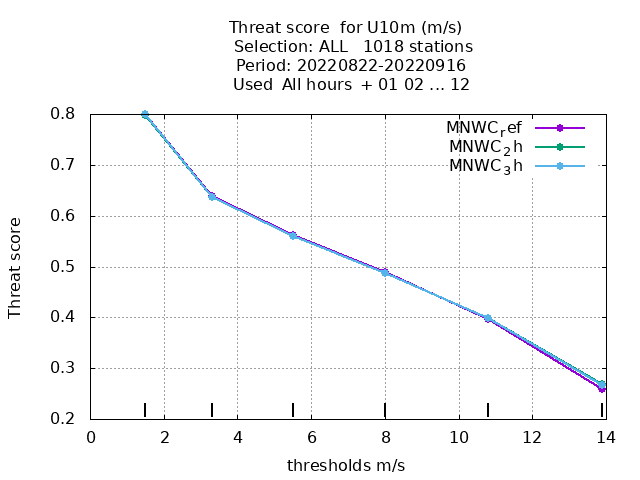 Threat score  for U10m (m/s)
Selection: ALL   1018 stations
Period: 20220822-20220916
Used  All hours  + 01 02 ... 12
MNWC_ref
MNWC_2h
MNWC_3h
Threat score
0.8
0.7
0.6
0.5
0.4
0.3
0.2
0 2 4 6 8 10 12 14
thresholds m/s